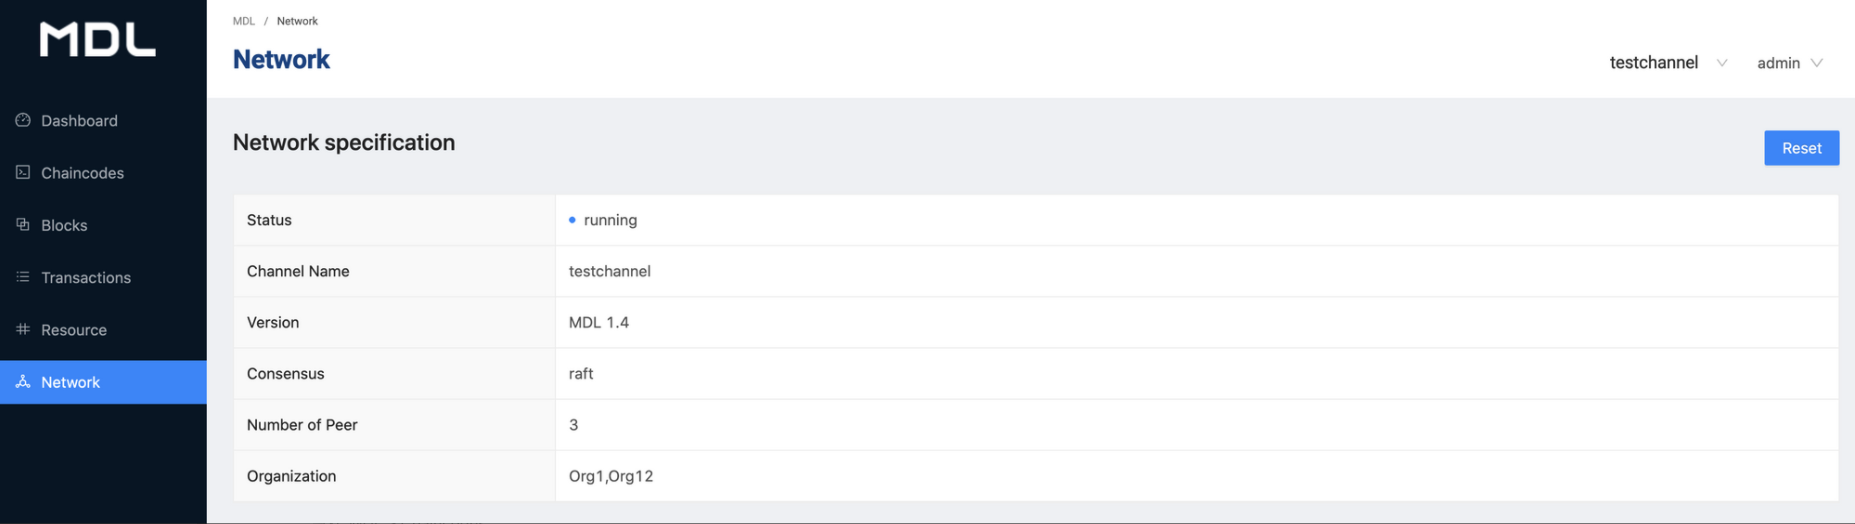 MDL
MDL / Network
Network
testchannel
admin
Dashboard
Chaincodes
Blocks
Transactions
Resource
Network
Network specification
Reset
Status running
Channel Name testchannel
Version MDL 1.4
Consensus raft
Number of Peer 3
Organization Org1,Org12